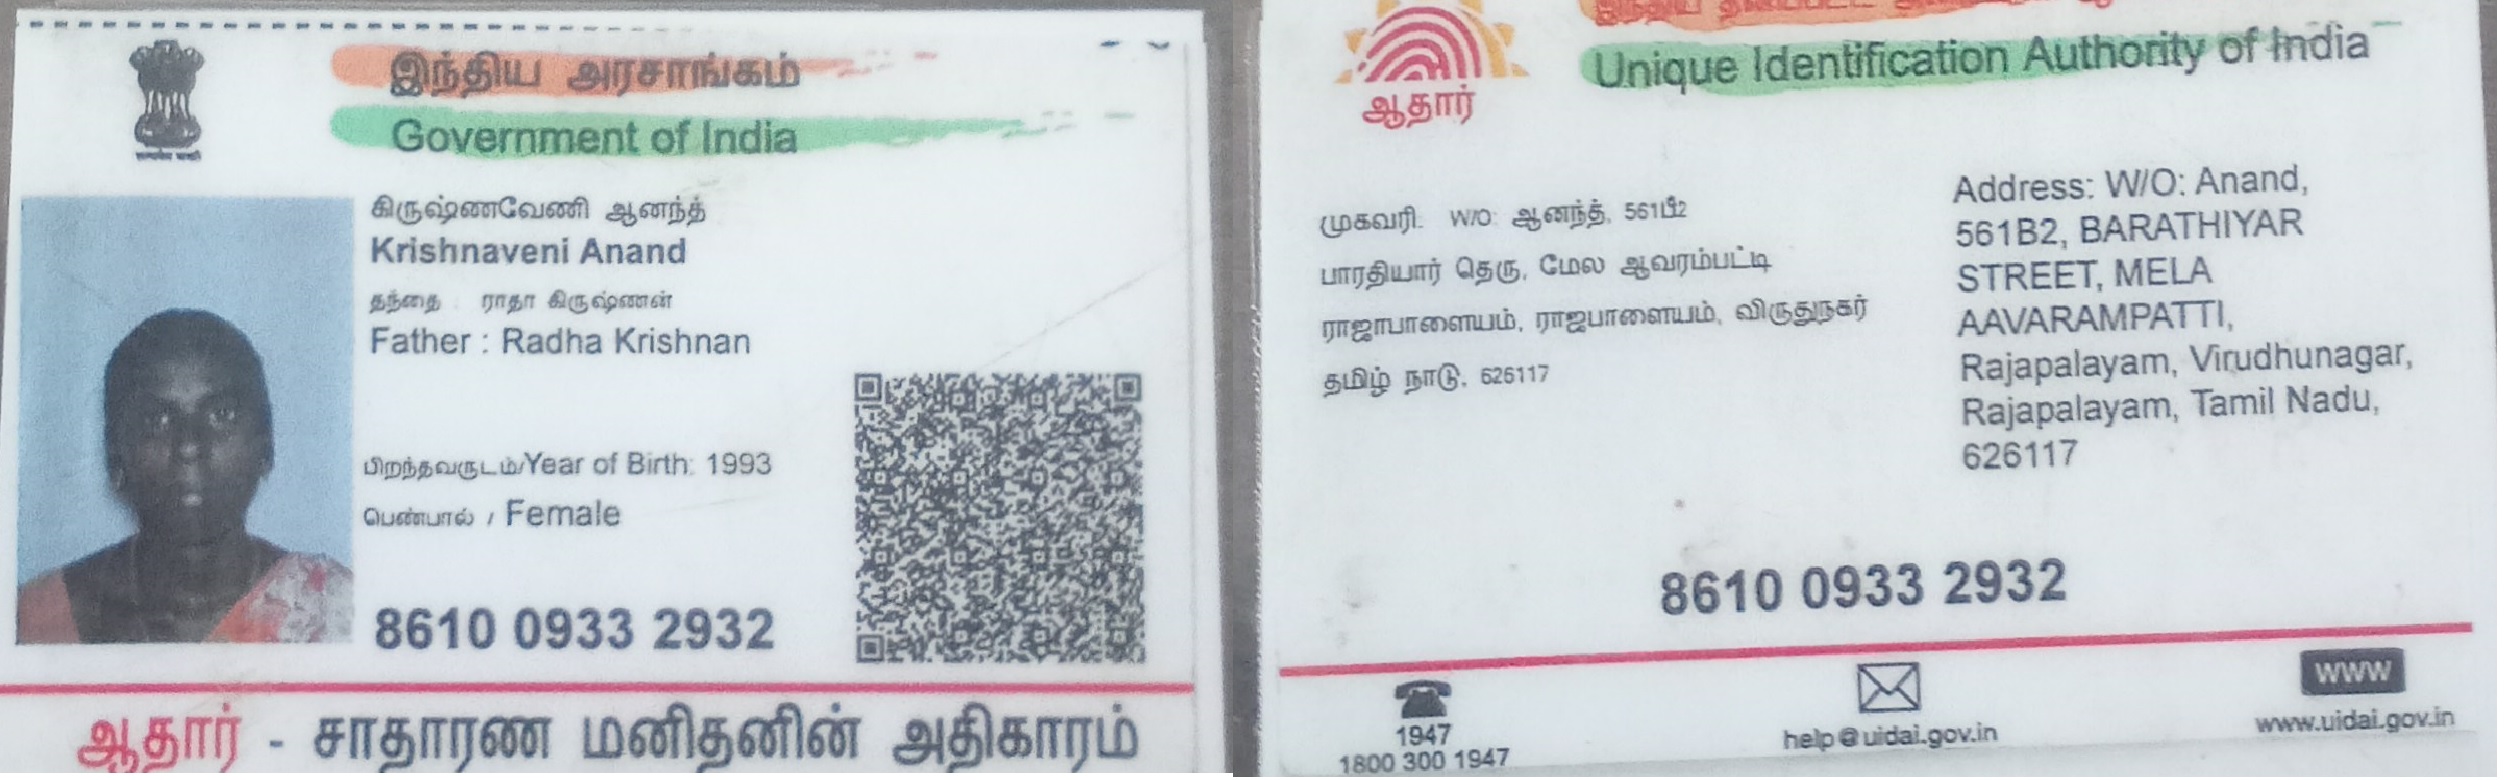 இந்திய அரசாங்கம்
Government of India
கிருஷ்ணவேணி ஆனந்த்
Krishnaveni Anand
தந்தை : ராதா கிருஷ்ணன்
Father : Radha Krishnan
பிறந்தவருடம்/Year of Birth: 1993
பெண்பால் / Female
8610 0933 2932
ஆதார் - சாதாரண மனிதனின் அதிகாரம்
Unique Identification Authority of India
ஆதார்
முகவரி: W/O: ஆனந்த், 561பீ2
பாரதியார் தெரு, மேல ஆவரம்பட்டி
ராஜாபாளையம், ராஜபாளையம், விருதுநகர்
தமிழ் நாடு, 626117
Address: W/O: Anand,
561B2, BARATHIYAR
STREET, MELA
AAVARAMPATTI,
Rajapalayam, Virudhunagar,
Rajapalayam, Tamil Nadu,
626117
8610 0933 2932
1947
1800 300 1947
help@uidai.gov.in
www
www.uidai.gov.in